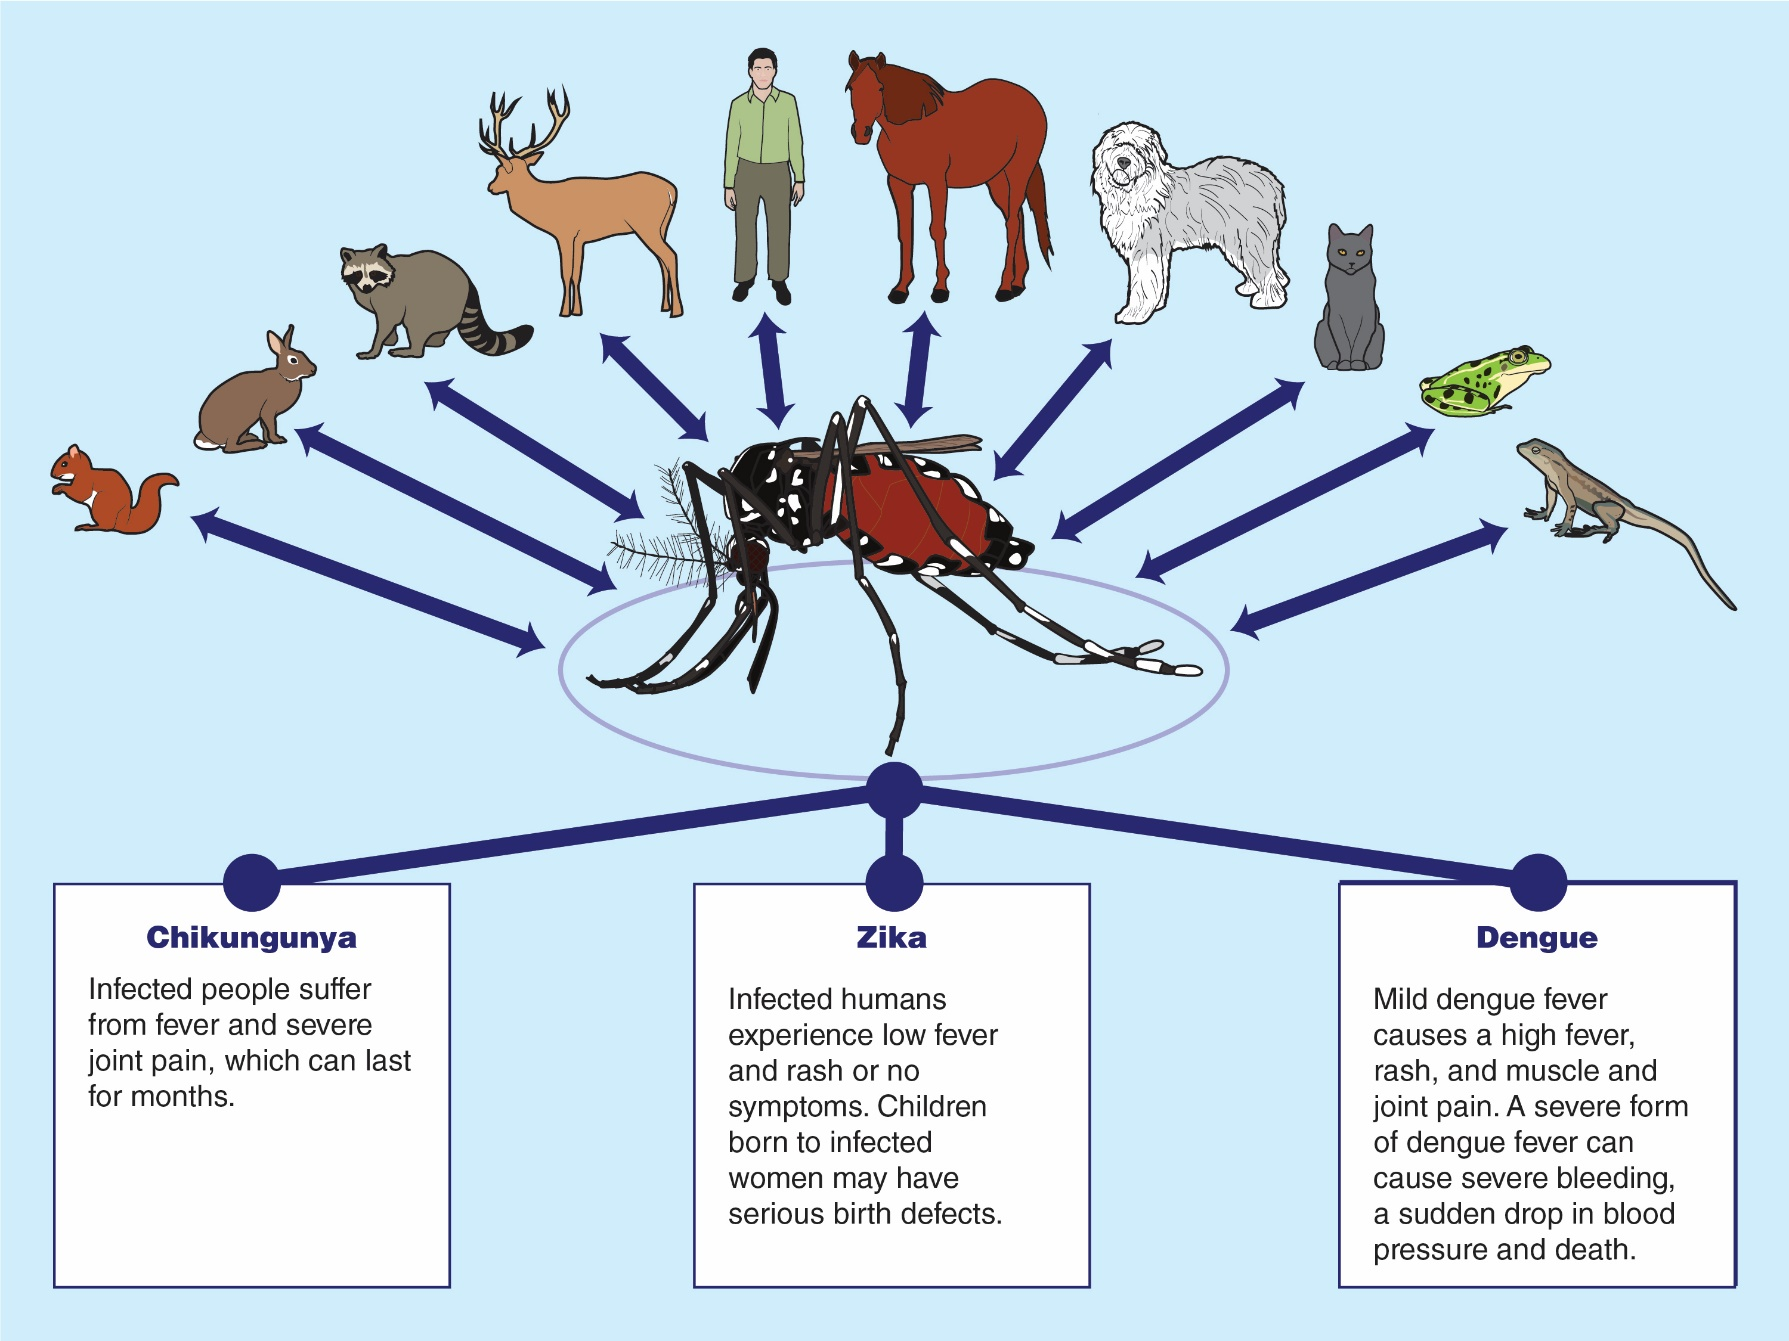 Chikungunya
Infected people suffer
from fever and severe
joint pain, which can last
for months.
Zika
Infected humans
experience low fever
and rash or no
symptoms. Children
born to infected
women may have
serious birth defects.
Dengue
Mild dengue fever
causes a high fever,
rash, and muscle and
joint pain. A severe form
of dengue fever can
cause severe bleeding,
a sudden drop in blood
pressure and death.